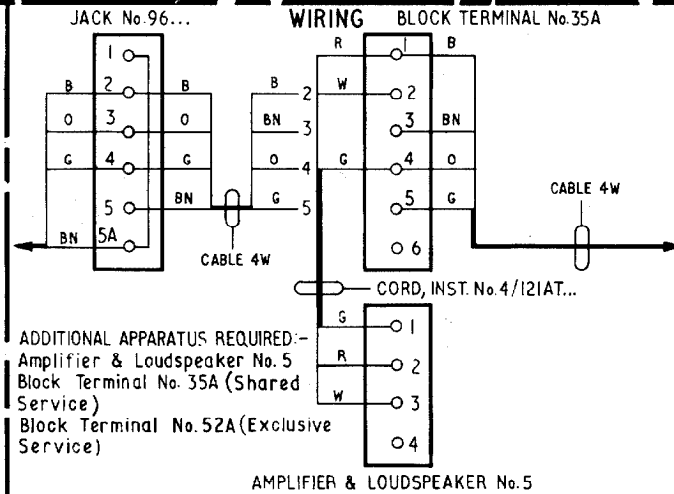 JACK No.96...
WIRING
BLOCK TERMINAL No.35A
1
B 2 B
O 3 O
G 4 G
5 BN
BN 5A
CABLE 4W
B 2
BN 3
O 4
G 5
R 1 B
W 2
3 BN
G 4 O
5 G
6
CABLE 4W
CORD, INST. No.4/121AT...
G 1
R 2
W 3
4
AMPLIFIER & LOUDSPEAKER No.5
ADDITIONAL APPARATUS REQUIRED:-
Amplifier & Loudspeaker No. 5
Block Terminal No. 35A (Shared
Service)
Block Terminal No. 52A (Exclusive
Service)